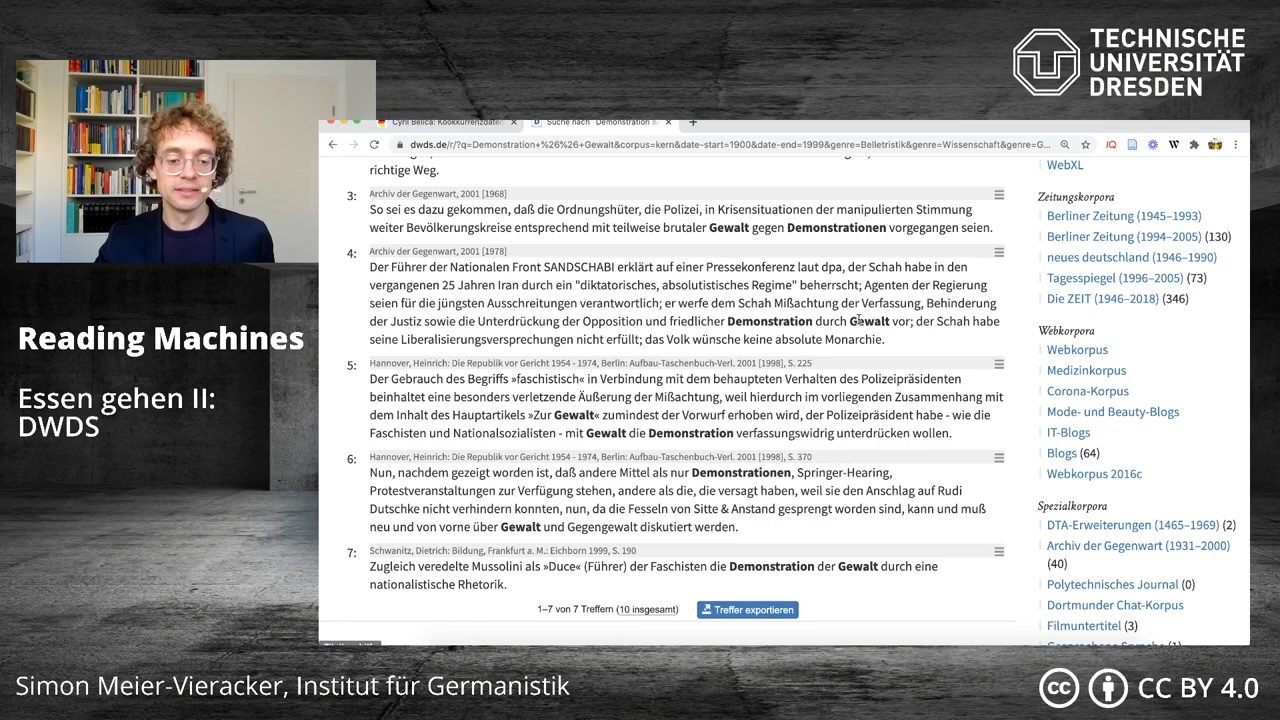 TECHNISCHE
UNIVERSITÄT
DRESDEN
Reading Machines
Essen gehen II:
DWDS
Cyril Belica: Kookkurrenzdaten
Suche nach "Demonstration &
dwds.de/r/?q=Demonstration+%26%26+Gewalt&corpus=kern&date-start=1900&date-end=1999&genre=Belletristik&genre=Wissenschaft&genre=G...
richtige Weg.
3: Archiv der Gegenwart, 2001 [1968]
So sei es dazu gekommen, daß die Ordnungshüter, die Polizei, in Krisensituationen der manipulierten Stimmung
weiter Bevölkerungskreise entsprechend mit teilweise brutaler Gewalt gegen Demonstrationen vorgegangen seien.
4: Archiv der Gegenwart, 2001 [1978]
Der Führer der Nationalen Front SANDSCHABI erklärt auf einer Pressekonferenz laut dpa, der Schah habe in den
vergangenen 25 Jahren Iran durch ein "diktatorisches, absolutistisches Regime" beherrscht; Agenten der Regierung
seien für die jüngsten Ausschreitungen verantwortlich; er werfe dem Schah Mißachtung der Verfassung, Behinderung
der Justiz sowie die Unterdrückung der Opposition und friedlicher Demonstration durch Gewalt vor; der Schah habe
seine Liberalisierungsversprechungen nicht erfüllt; das Volk wünsche keine absolute Monarchie.
5: Hannover, Heinrich: Die Republik vor Gericht 1954 - 1974, Berlin: Aufbau-Taschenbuch-Verl. 2001 [1998], S. 225
Der Gebrauch des Begriffs »faschistisch« in Verbindung mit dem behaupteten Verhalten des Polizeipräsidenten
beinhaltet eine besonders verletzende Äußerung der Mißachtung, weil hierdurch im vorliegenden Zusammenhang mit
dem Inhalt des Hauptartikels »Zur Gewalt« zumindest der Vorwurf erhoben wird, der Polizeipräsident habe - wie die
Faschisten und Nationalsozialisten - mit Gewalt die Demonstration verfassungswidrig unterdrücken wollen.
6: Hannover, Heinrich: Die Republik vor Gericht 1954 - 1974, Berlin: Aufbau-Taschenbuch-Verl. 2001 [1998], S. 370
Nun, nachdem gezeigt worden ist, daß andere Mittel als nur Demonstrationen, Springer-Hearing,
Protestveranstaltungen zur Verfügung stehen, andere als die, die versagt haben, weil sie den Anschlag auf Rudi
Dutschke nicht verhindern konnten, nun, da die Fesseln von Sitte & Anstand gesprengt worden sind, kann und muß
neu und von vorne über Gewalt und Gegengewalt diskutiert werden.
7: Schwanitz, Dietrich: Bildung, Frankfurt a. M.: Eichborn 1999, S. 190
Zugleich veredelte Mussolini als »Duce« (Führer) der Faschisten die Demonstration der Gewalt durch eine
nationalistische Rhetorik.
1–7 von 7 Treffern (10 insgesamt)
Treffer exportieren
WebXL
Zeitungskorpora
Berliner Zeitung (1945–1993)
Berliner Zeitung (1994–2005) (130)
neues deutschland (1946–1990)
Tagesspiegel (1996–2005) (73)
Die ZEIT (1946–2018) (346)
Webkorpora
Webkorpus
Medizinkorpus
Corona-Korpus
Mode- und Beauty-Blogs
IT-Blogs
Blogs (64)
Webkorpus 2016c
Spezialkorpora
DTA-Erweiterungen (1465–1969) (2)
Archiv der Gegenwart (1931–2000)
(40)
Polytechnisches Journal (0)
Dortmunder Chat-Korpus
Filmuntertitel (3)
Simon Meier-Vieracker, Institut für Germanistik
cc CC BY 4.0